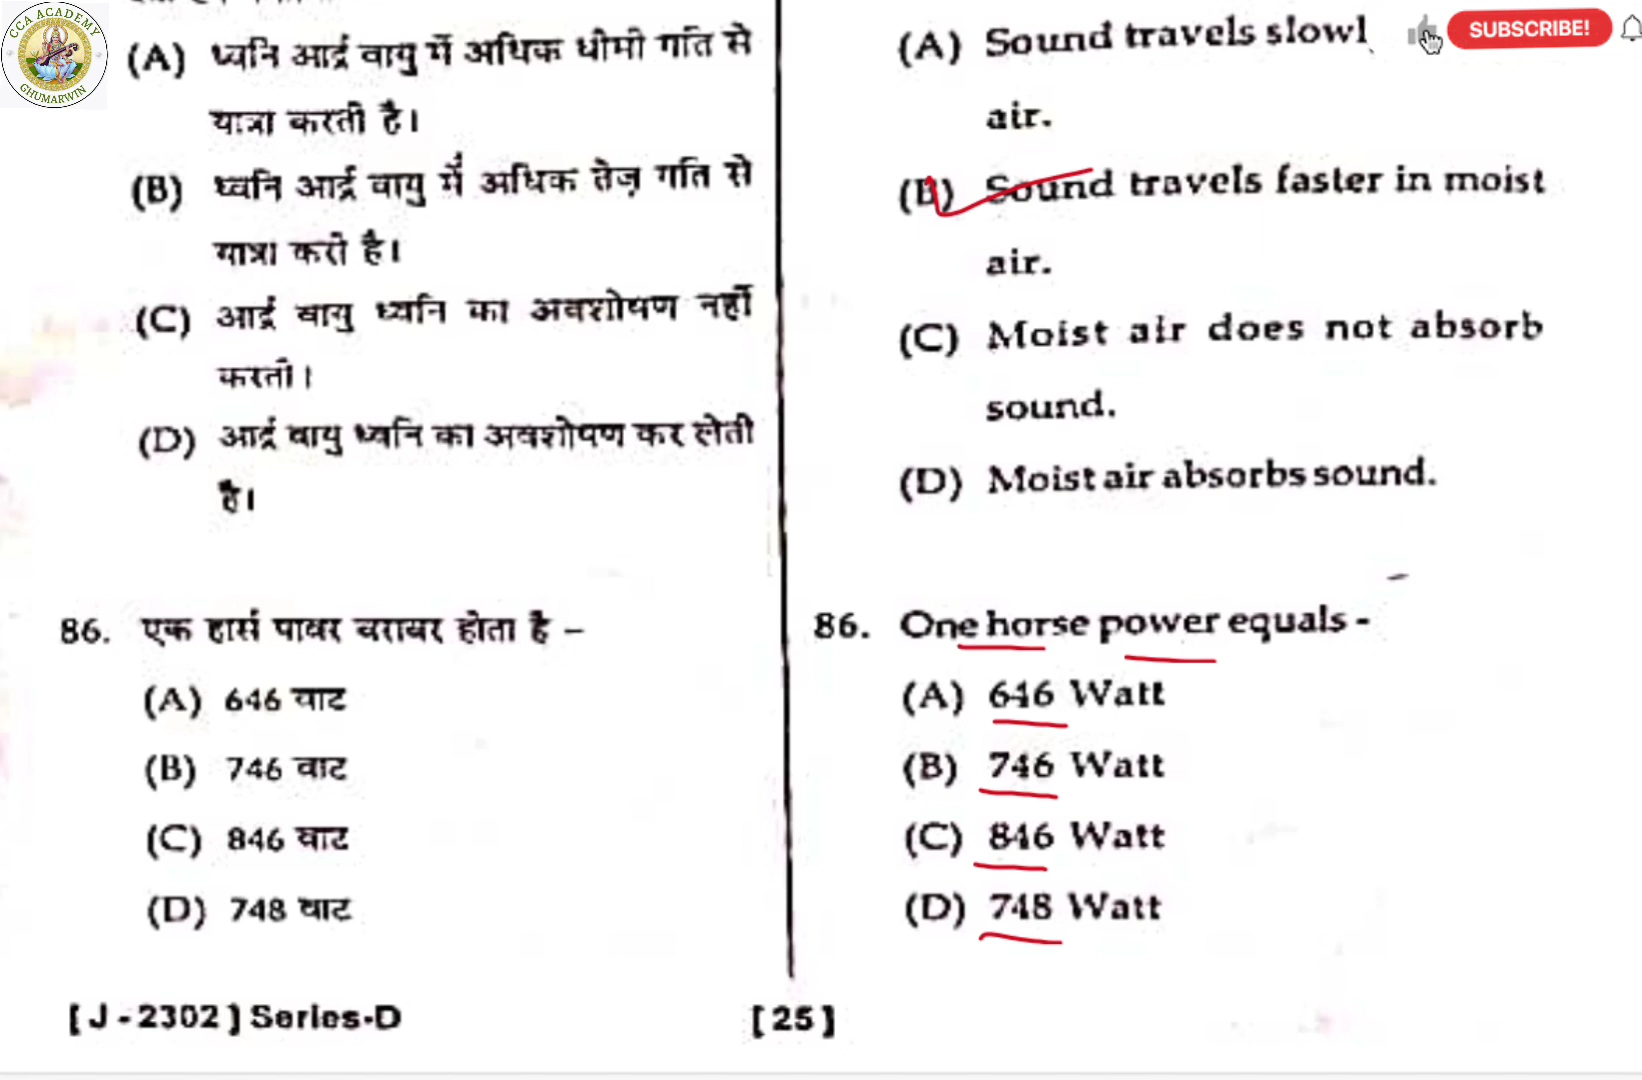 CCA ACADEMY
GHUMARWIN
(A) ध्वनि आर्द्र वायु में अधिक धीमी गति से
यात्रा करती है।
(B) ध्वनि आर्द्र वायु में अधिक तेज़ गति से
यात्रा करती है।
(C) आर्द्र वायु ध्वनि का अवशोषण नहीं
करती।
(D) आर्द्र वायु ध्वनि का अवशोषण कर लेती
है।
86. एक हार्स पावर बराबर होता है –
(A) 646 वाट
(B) 746 वाट
(C) 846 वाट
(D) 748 वाट
[ J - 2302 ] Series-D
(A) Sound travels slowl
air.
(B) Sound travels faster in moist
air.
(C) Moist air does not absorb
sound.
(D) Moist air absorbs sound.
86. One horse power equals -
(A) 646 Watt
(B) 746 Watt
(C) 846 Watt
(D) 748 Watt
[ 25 ]
SUBSCRIBE!